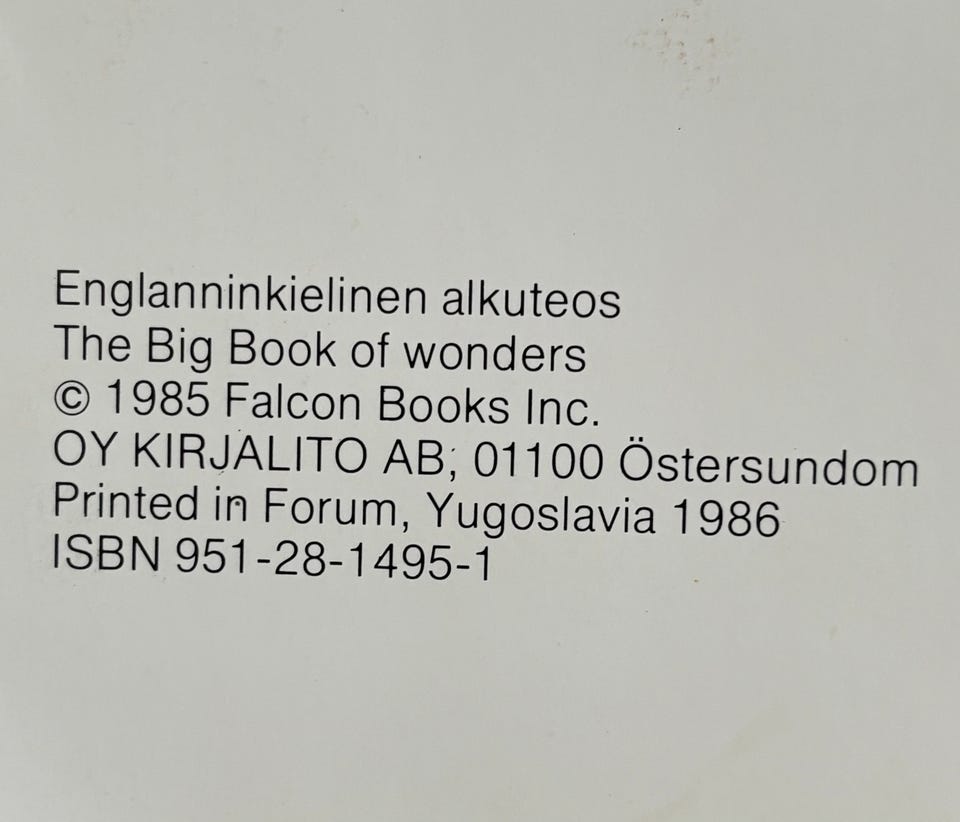 Englanninkielinen alkuteos
The Big Book of wonders
© 1985 Falcon Books Inc.
OY KIRJALITO AB; 01100 Östersundom
Printed in Forum, Yugoslavia 1986
ISBN 951-28-1495-1